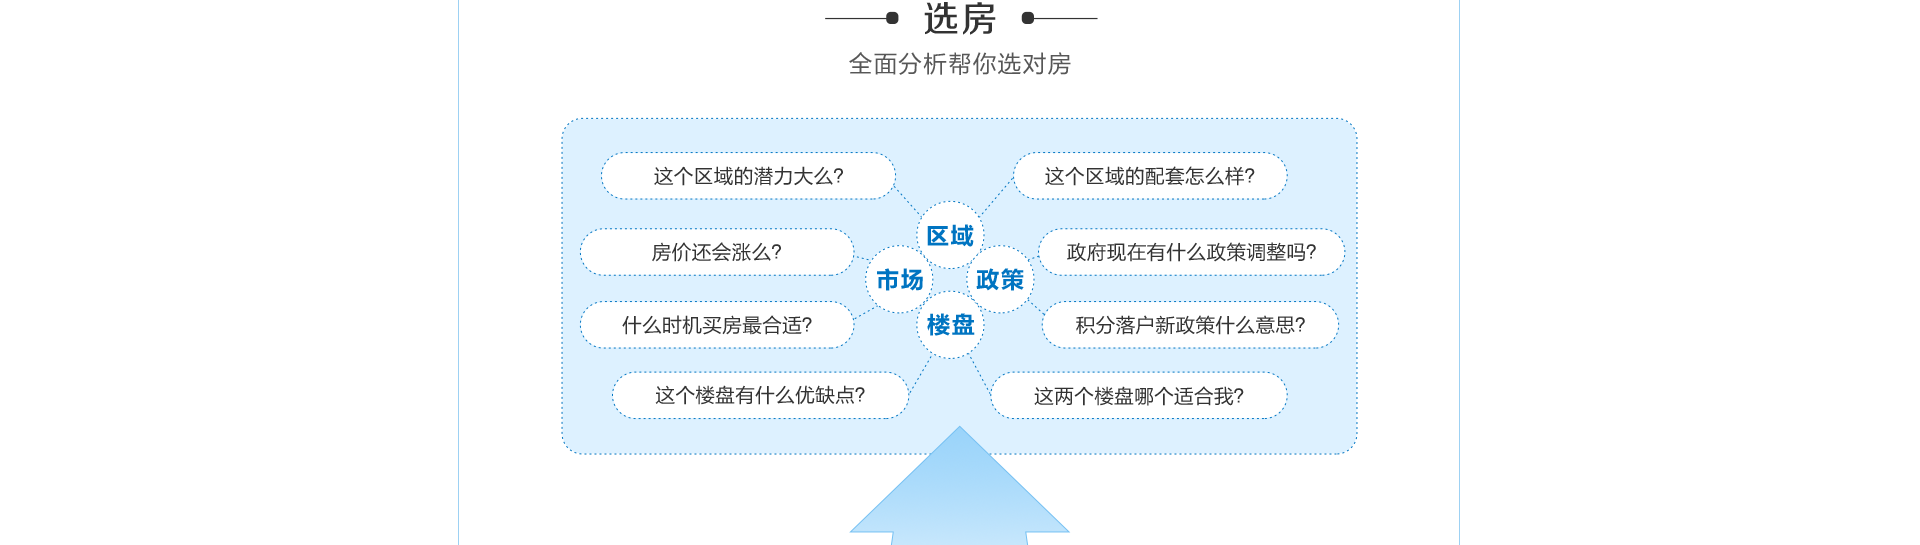 选房
全面分析帮你选对房
这个区域的潜力大么?
这个区域的配套怎么样?
区域
房价还会涨么?
政府现在有什么政策调整吗?
市场
政策
什么时机买房最合适?
楼盘
积分落户新政策什么意思?
这个楼盘有什么优缺点?
这两个楼盘哪个适合我?